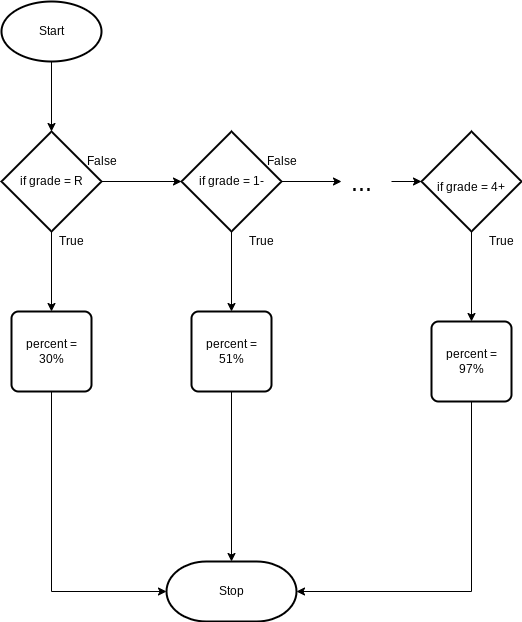 Start
False
False
if grade = R
if grade = 1-
...
if grade = 4+
True
True
True
percent =
30%
percent =
51%
percent =
97%
Stop